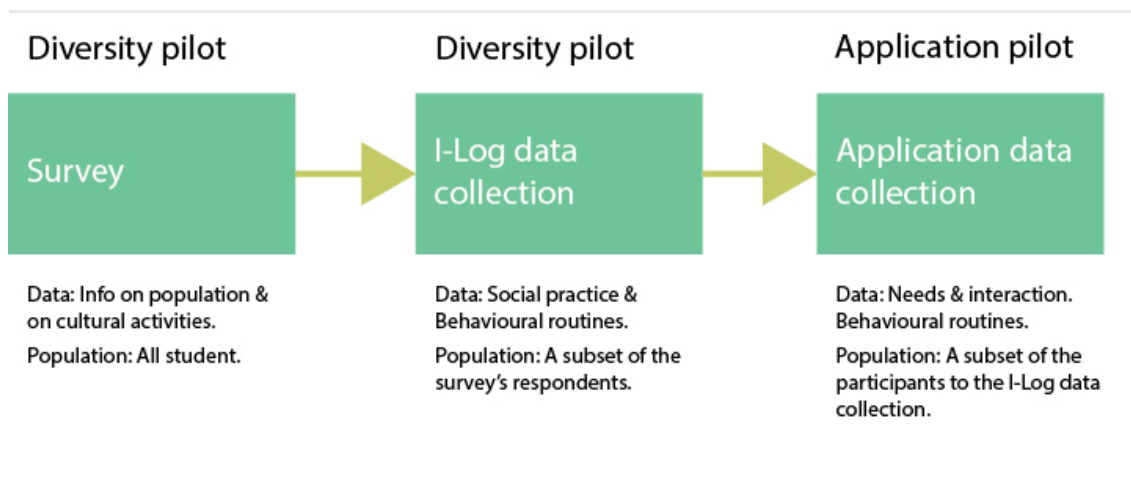 Diversity pilot
Survey
Data: Info on population &
on cultural activities.
Population: All student.
Diversity pilot
I-Log data
collection
Data: Social practice &
Behavioural routines.
Population: A subset of the
survey's respondents.
Application pilot
Application data
collection
Data: Needs & interaction.
Behavioural routines.
Population: A subset of the
participants to the I-Log data
collection.